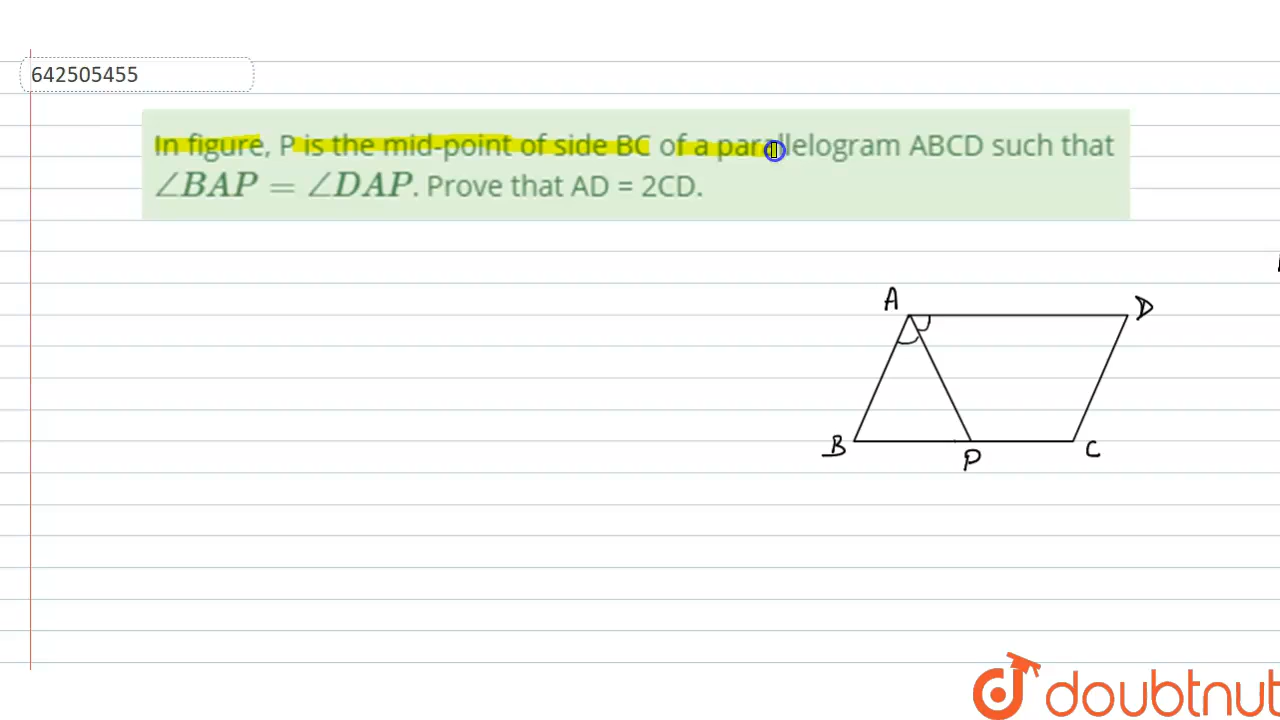 642505455
In figure, P is the mid-point of side BC of a parallelogram ABCD such that
∠BAP = ∠DAP. Prove that AD = 2CD.
A
D
B
P
C
doubtnut